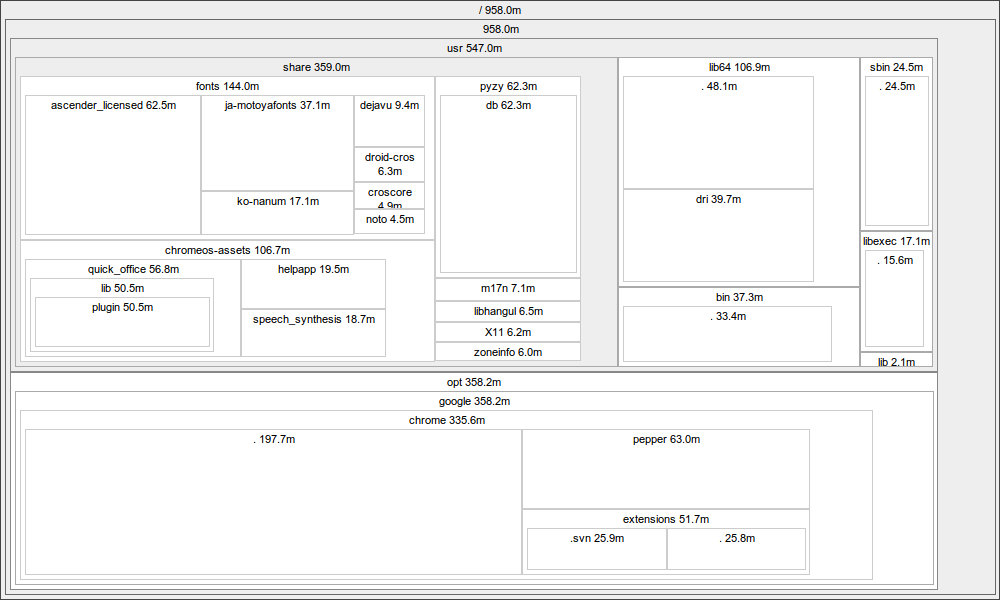 / 958.0m
958.0m
usr 547.0m
share 359.0m
fonts 144.0m
ascender_licensed 62.5m
ja-motoyafonts 37.1m
ko-nanum 17.1m
dejavu 9.4m
droid-cros
6.3m
croscore
4.9m
noto 4.5m
chromeos-assets 106.7m
quick_office 56.8m
lib 50.5m
plugin 50.5m
helpapp 19.5m
speech_synthesis 18.7m
pyzy 62.3m
db 62.3m
m17n 7.1m
libhangul 6.5m
X11 6.2m
zoneinfo 6.0m
lib64 106.9m
. 48.1m
dri 39.7m
bin 37.3m
. 33.4m
sbin 24.5m
. 24.5m
libexec 17.1m
. 15.6m
lib 2.1m
opt 358.2m
google 358.2m
chrome 335.6m
. 197.7m
pepper 63.0m
extensions 51.7m
.svn 25.9m
. 25.8m